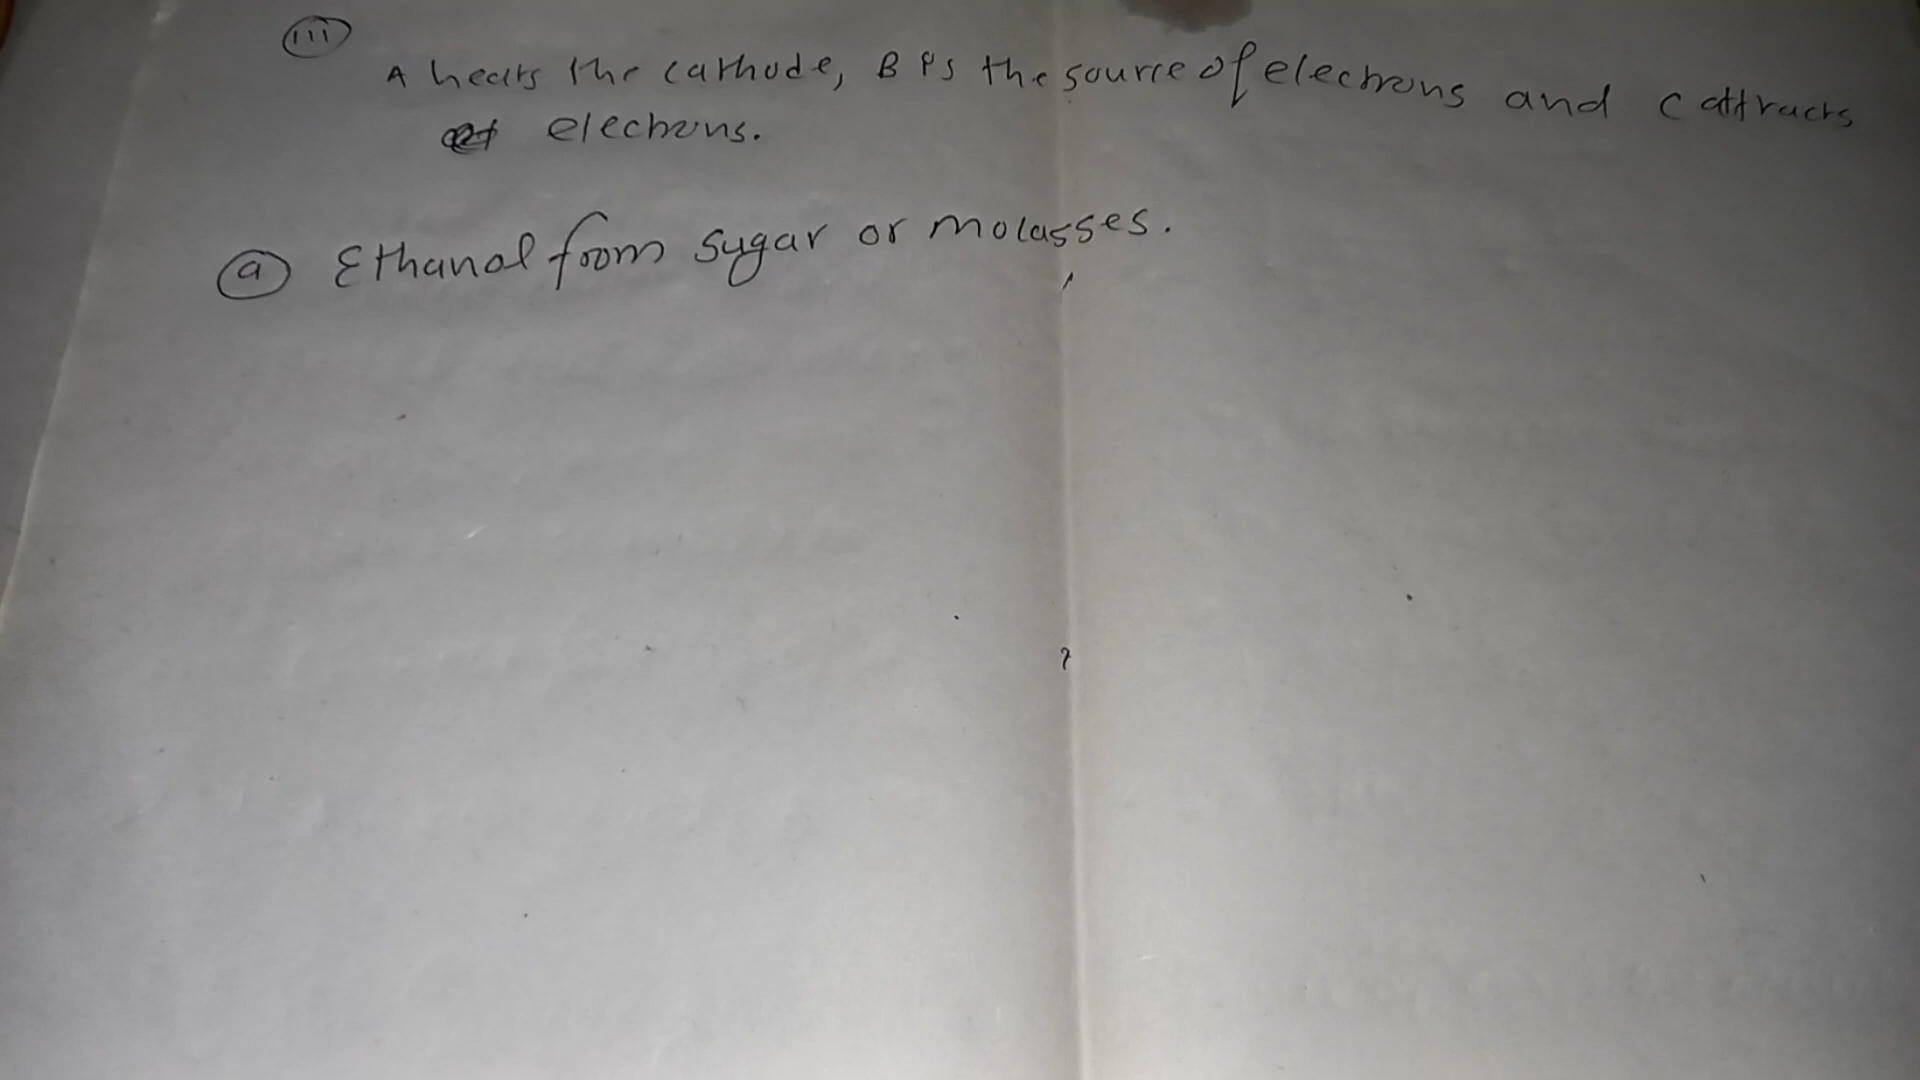 (iii)
A heats the cathode, B is the source of electrons and C attracts
electrons.
(a) Ethanol from sugar or molasses.